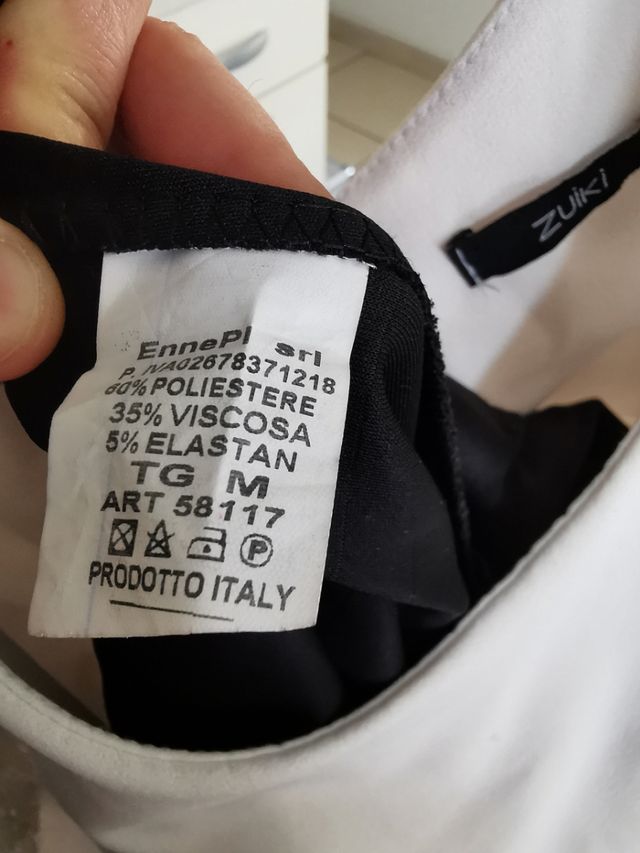 ZUiKi
EnnePI srl
P. IVA02678371218
60% POLIESTERE
35% VISCOSA
5% ELASTAN
TG M
ART 58117
P
PRODOTTO ITALY